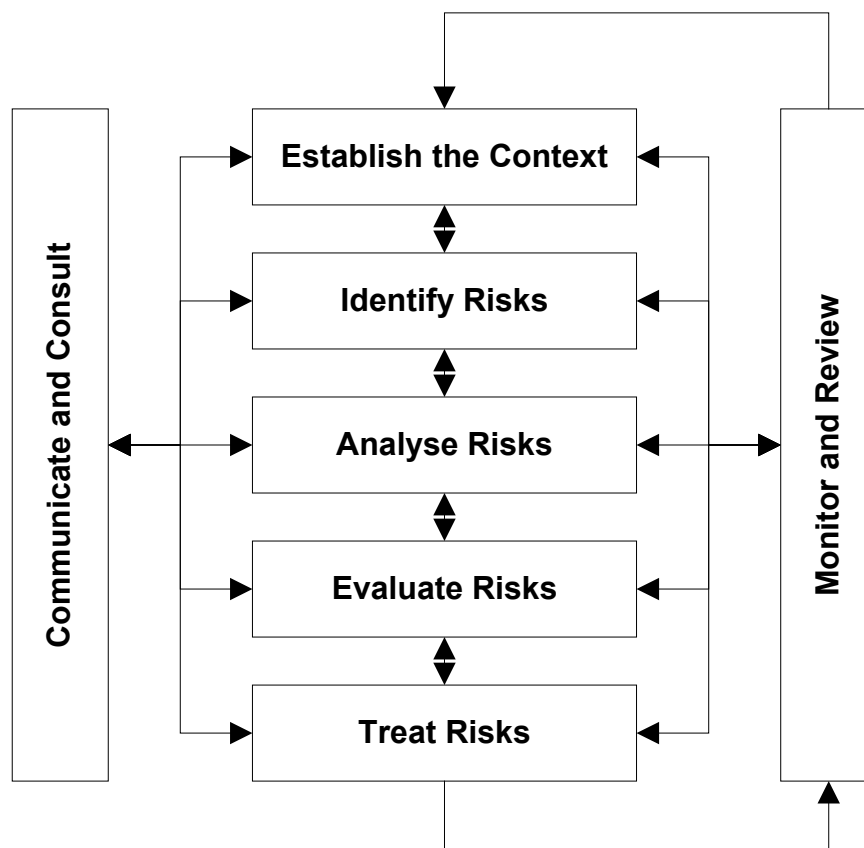 Establish the Context
Communicate and Consult
Identify Risks
Analyse Risks
Evaluate Risks
Treat Risks
Monitor and Review